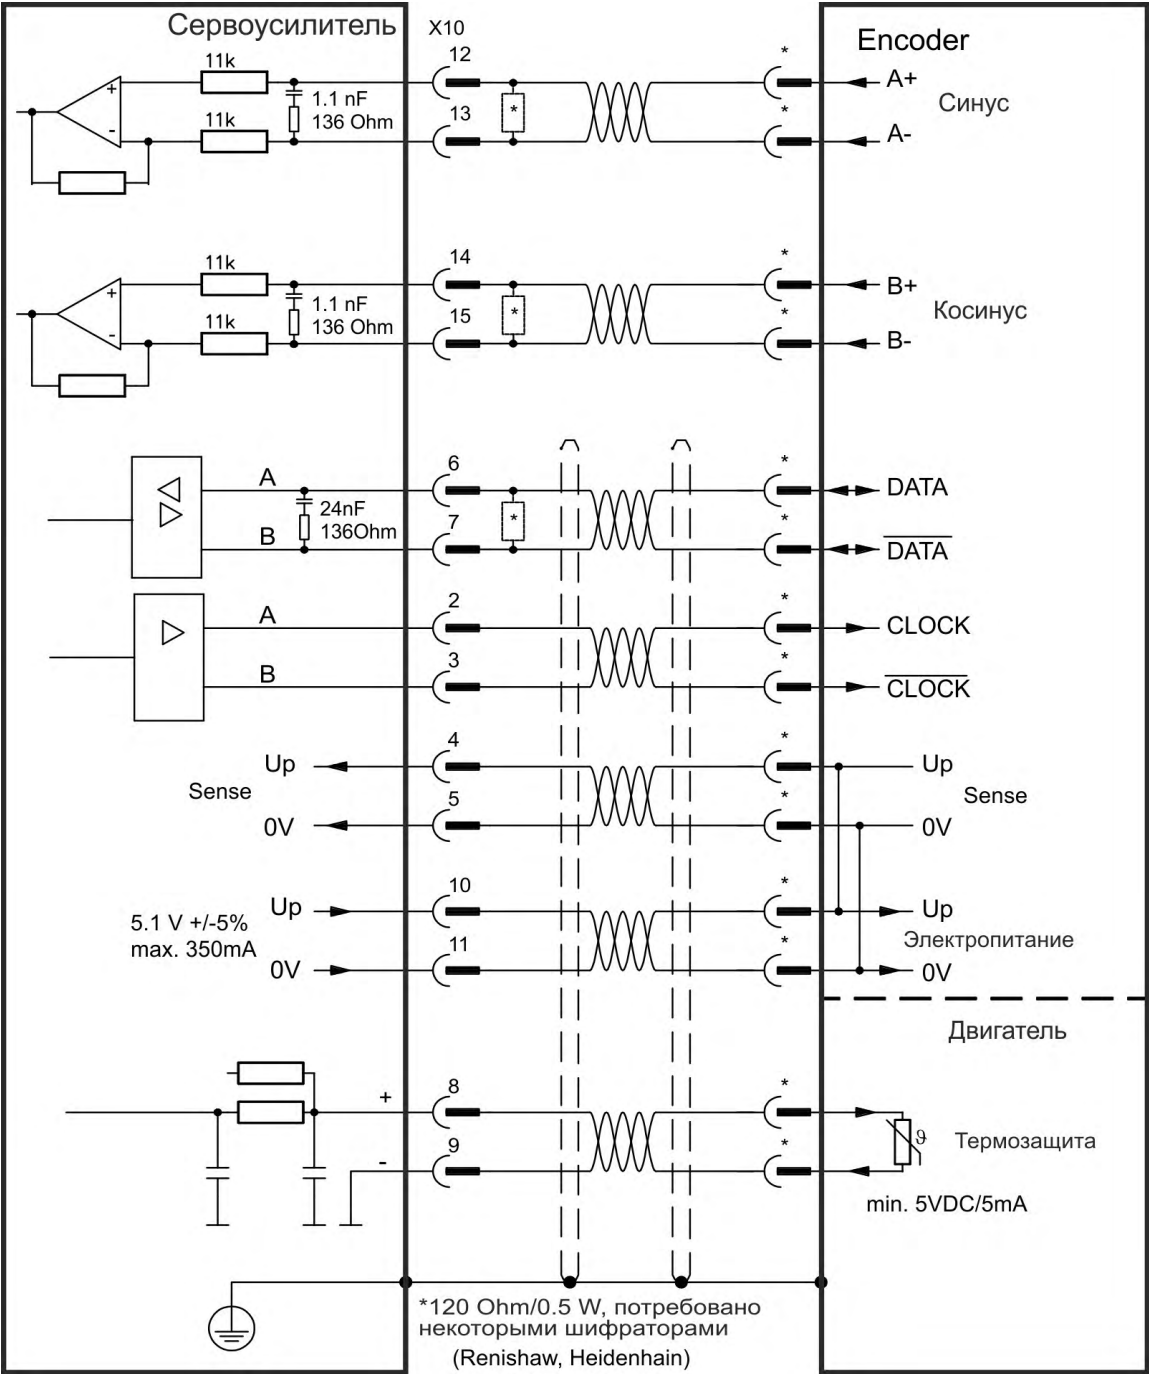 Сервоусилитель
X10
Encoder
11k
12
*
A+
1.1 nF
136 Ohm
*
Синус
+
-
11k
13
*
A-
11k
14
*
B+
1.1 nF
136 Ohm
*
Косинус
+
-
11k
15
*
B-
A
6
*
DATA
24nF
136Ohm
*
B
7
*
DATA
A
2
*
CLOCK
B
3
*
CLOCK
Up
4
*
Up
Sense
Sense
0V
5
*
0V
Up
10
*
Up
5.1 V +/-5%
max. 350mA
Электропитание
0V
11
*
0V
Двигатель
+
8
*
ϑ
Термозащита
-
9
*
min. 5VDC/5mA
*120 Ohm/0.5 W, потребовано
некоторыми шифраторами
(Renishaw, Heidenhain)